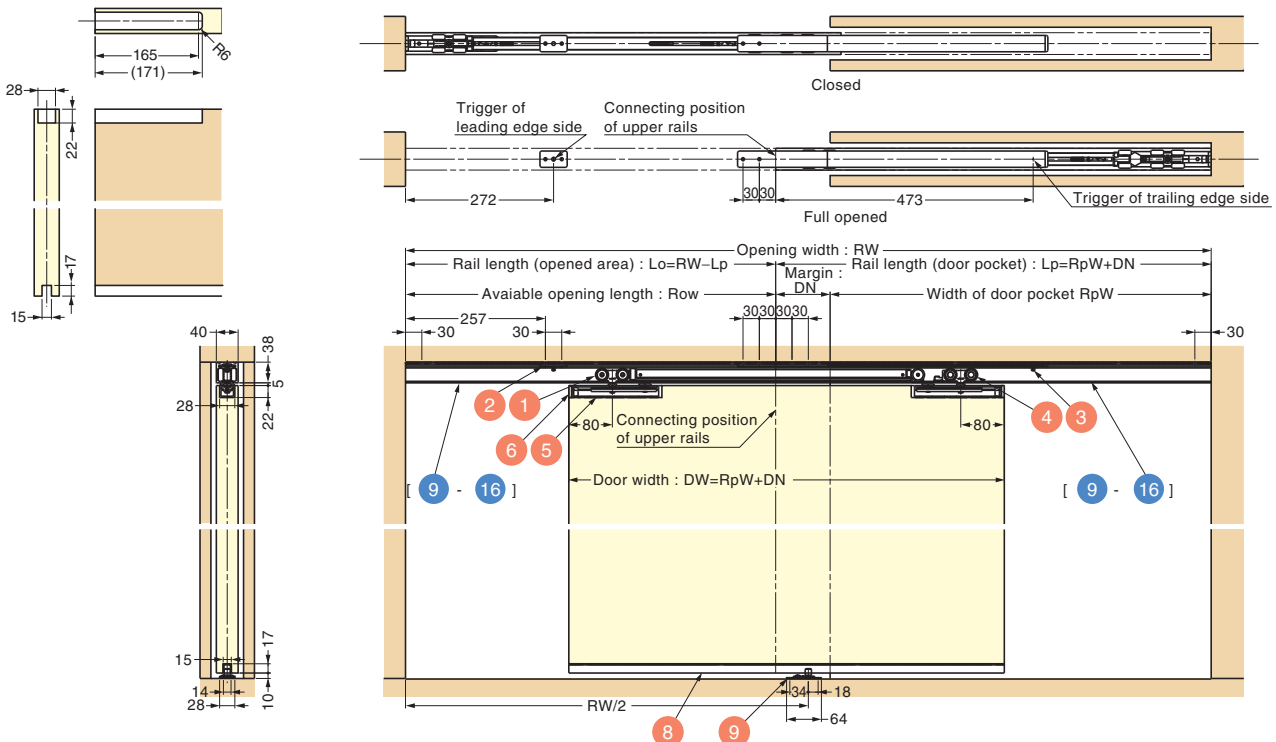 165
(171)
R6
28
22
17
15
Closed
Trigger of
leading edge side
Connecting position
of upper rails
272
30 30
473
Trigger of trailing edge side
Full opened
Opening width : RW
Rail length (opened area) : Lo=RW−Lp
Rail length (door pocket) : Lp=RpW+DN
Margin :
DN
Avaiable opening length : Row
Width of door pocket RpW
257
30 30 30 30
30
30
30
40
38
5
28
22
2
1
4
3
6
5
80
Connecting position
of upper rails
80
[ 9 - 16 ]
Door width : DW=RpW+DN
[ 9 - 16 ]
15
17
14
28
10
34
18
RW/2
64
8
9